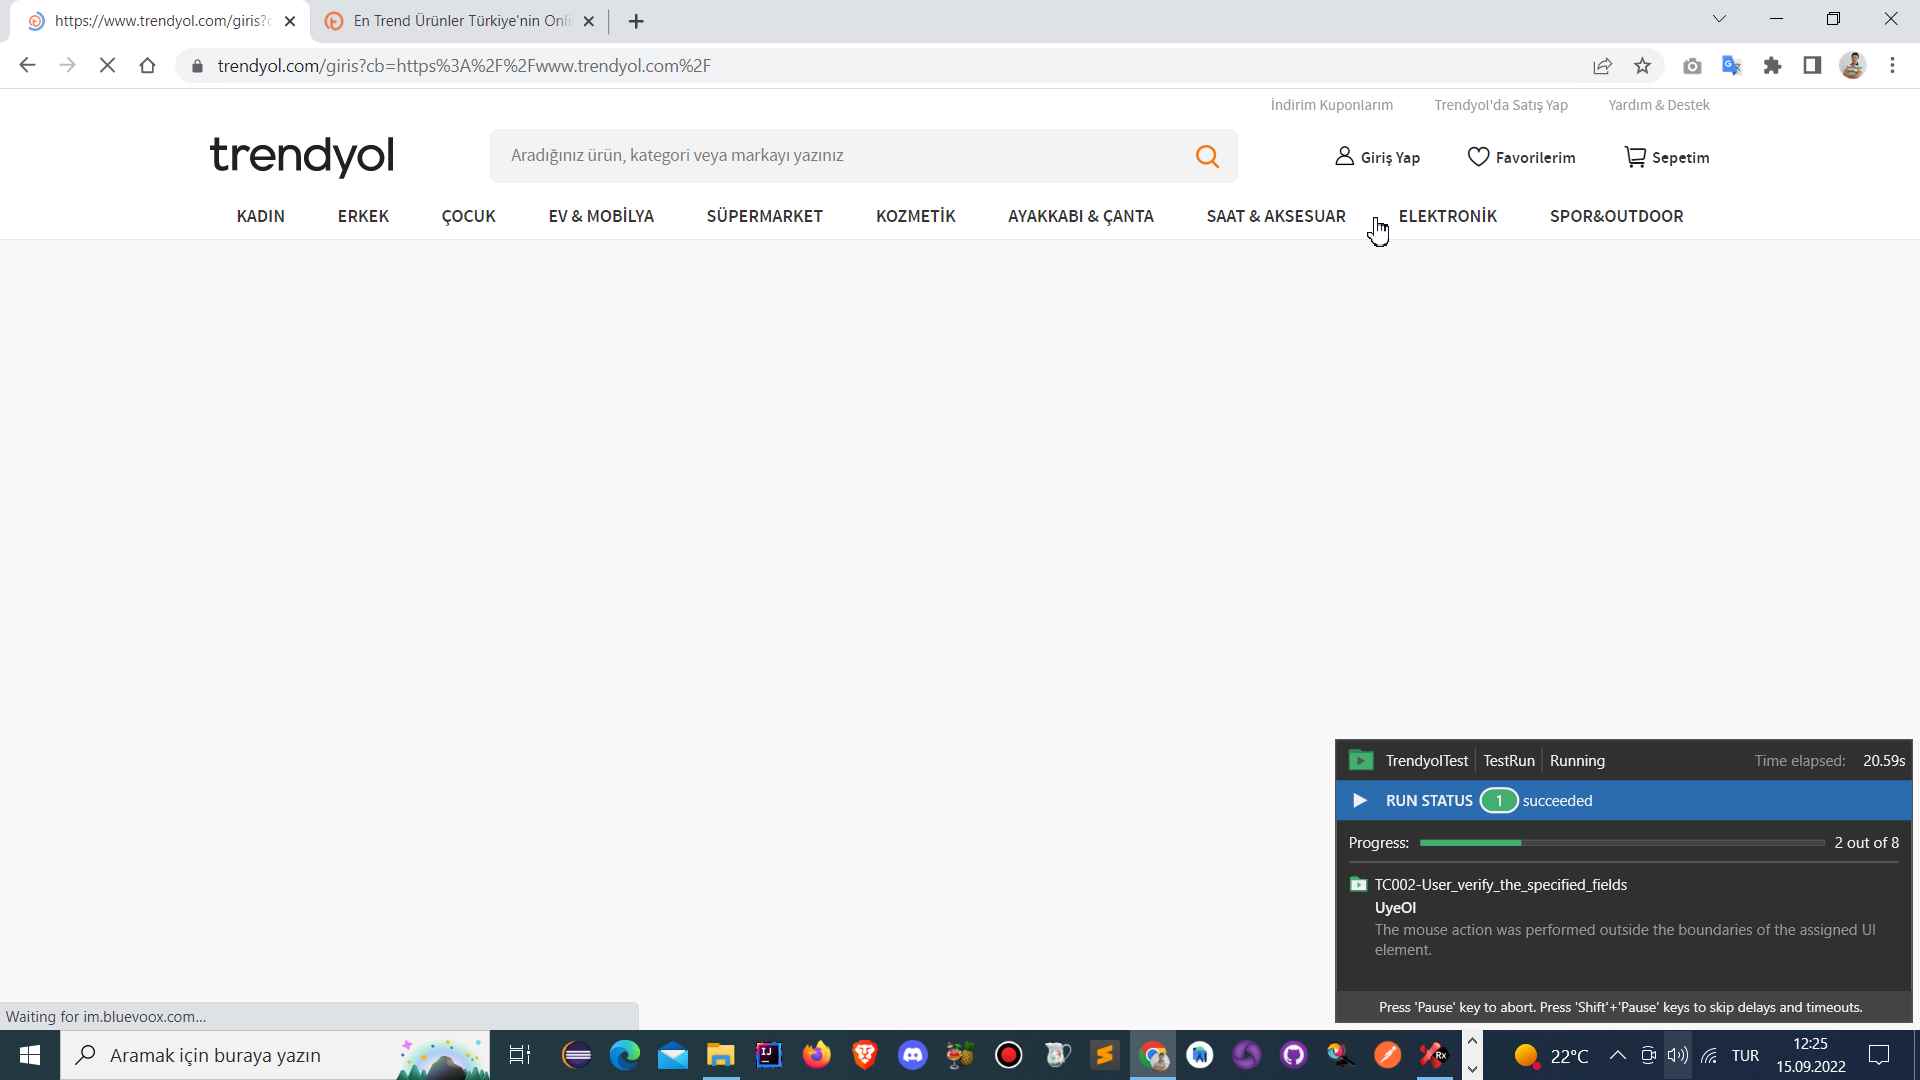 https://www.trendyol.com/giris?c
En Trend Ürünler Türkiye'nin Onli
trendyol.com/giris?cb=https%3A%2F%2Fwww.trendyol.com%2F
İndirim Kuponlarım Trendyol'da Satış Yap Yardım & Destek
trendyol
Aradığınız ürün, kategori veya markayı yazınız
Giriş Yap Favorilerim Sepetim
KADIN ERKEK ÇOCUK EV & MOBİLYA SÜPERMARKET KOZMETİK AYAKKABI & ÇANTA SAAT & AKSESUAR ELEKTRONİK SPOR&OUTDOOR
TrendyolTest TestRun Running Time elapsed: 20.59s
RUN STATUS 1 succeeded
Progress: 2 out of 8
TC002-User_verify_the_specified_fields
UyeOl
The mouse action was performed outside the boundaries of the assigned UI
element.
Press 'Pause' key to abort. Press 'Shift'+'Pause' keys to skip delays and timeouts.
Waiting for im.bluevoox.com...
Aramak için buraya yazın
22°C
TUR
12:25
15.09.2022